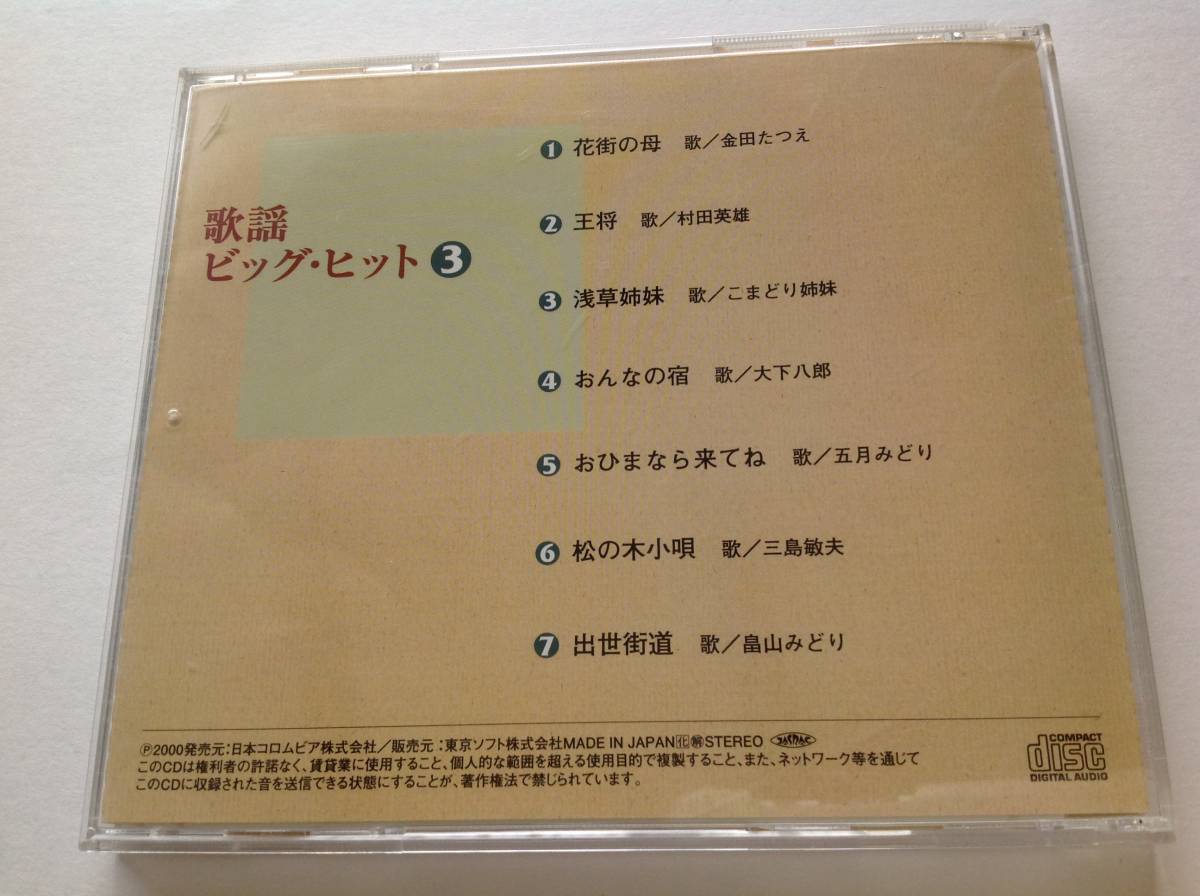 歌謡
ビッグ・ヒット 3
1 花街の母 歌／金田たつえ
2 王将 歌／村田英雄
3 浅草姉妹 歌／こまどり姉妹
4 おんなの宿 歌／大下八郎
5 おひまなら来てね 歌／五月みどり
6 松の木小唄 歌／三島敏夫
7 出世街道 歌／畠山みどり
Ⓟ2000発売元：日本コロムビア株式会社／販売元：東京ソフト株式会社MADE IN JAPAN STEREO JASRAC
このCDは権利者の許諾なく、賃貸業に使用すること、個人的な範囲を超える使用目的で複製すること、また、ネットワーク等を通じて
このCDに収録された音を送信できる状態にすることが、著作権法で禁じられています。
COMPACT
disc
DIGITAL AUDIO